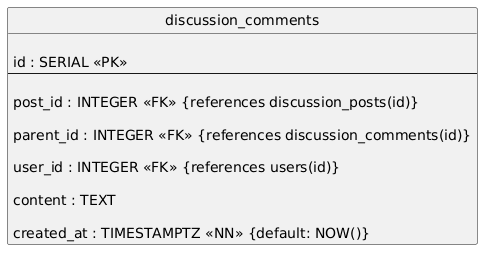 discussion_comments
id : SERIAL «PK»
post_id : INTEGER «FK» {references discussion_posts(id)}
parent_id : INTEGER «FK» {references discussion_comments(id)}
user_id : INTEGER «FK» {references users(id)}
content : TEXT
created_at : TIMESTAMPTZ «NN» {default: NOW()}